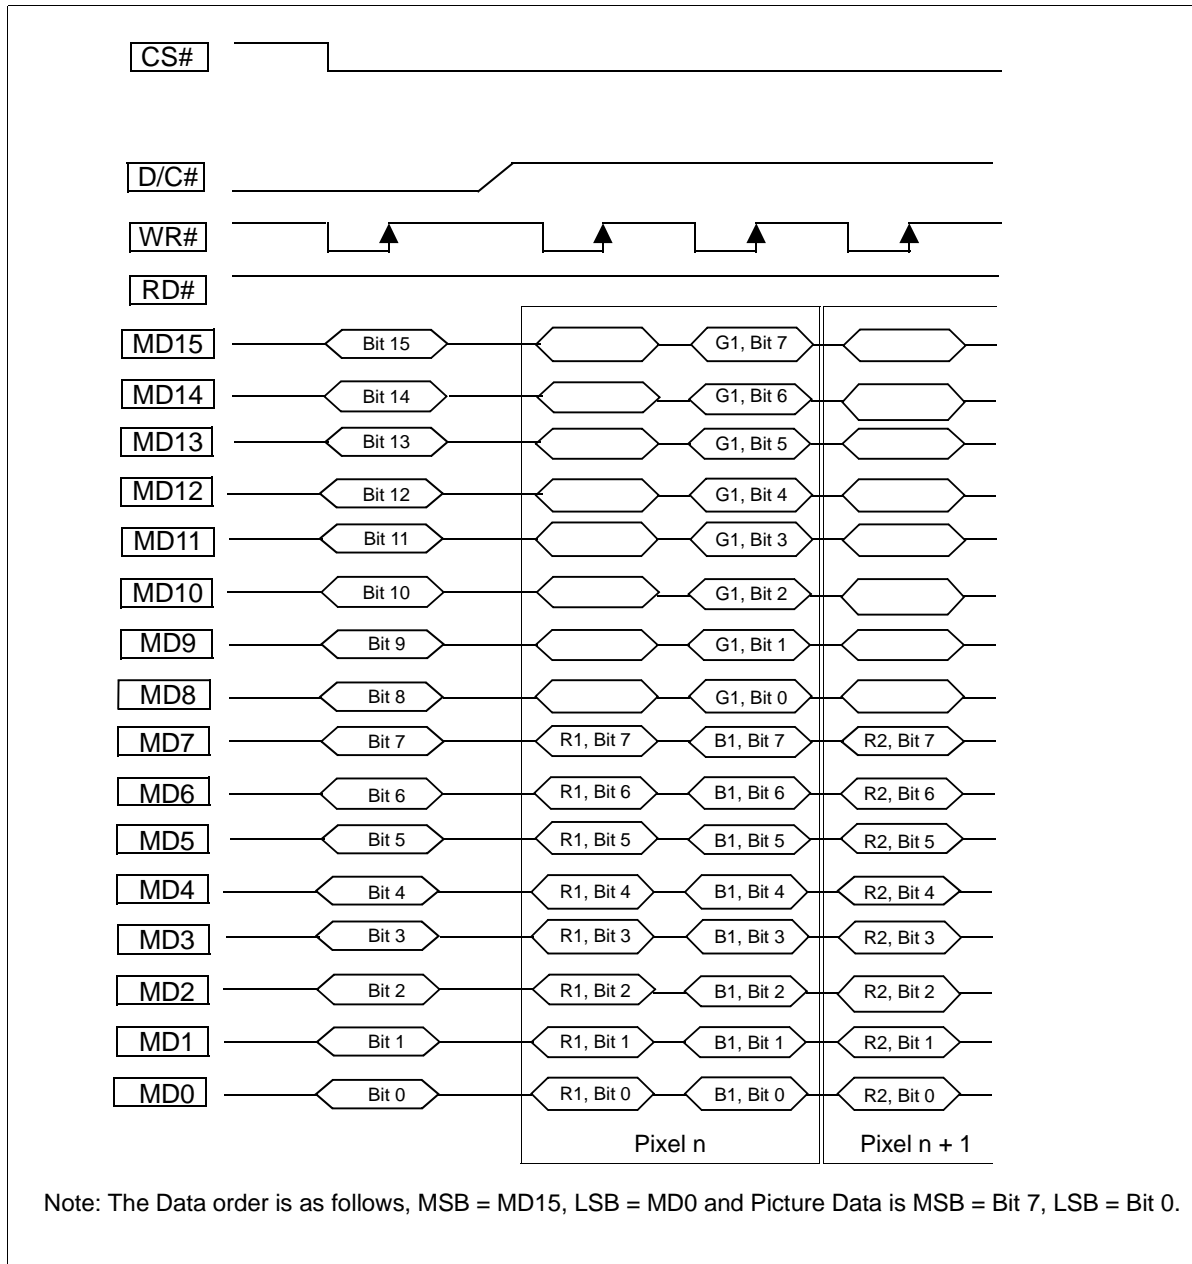 CS#
D/C#
WR#
RD#
MD15 Bit 15 G1, Bit 7
MD14 Bit 14 G1, Bit 6
MD13 Bit 13 G1, Bit 5
MD12 Bit 12 G1, Bit 4
MD11 Bit 11 G1, Bit 3
MD10 Bit 10 G1, Bit 2
MD9 Bit 9 G1, Bit 1
MD8 Bit 8 G1, Bit 0
MD7 Bit 7 R1, Bit 7 B1, Bit 7 R2, Bit 7
MD6 Bit 6 R1, Bit 6 B1, Bit 6 R2, Bit 6
MD5 Bit 5 R1, Bit 5 B1, Bit 5 R2, Bit 5
MD4 Bit 4 R1, Bit 4 B1, Bit 4 R2, Bit 4
MD3 Bit 3 R1, Bit 3 B1, Bit 3 R2, Bit 3
MD2 Bit 2 R1, Bit 2 B1, Bit 2 R2, Bit 2
MD1 Bit 1 R1, Bit 1 B1, Bit 1 R2, Bit 1
MD0 Bit 0 R1, Bit 0 B1, Bit 0 R2, Bit 0
Pixel n Pixel n + 1
Note: The Data order is as follows, MSB = MD15, LSB = MD0 and Picture Data is MSB = Bit 7, LSB = Bit 0.